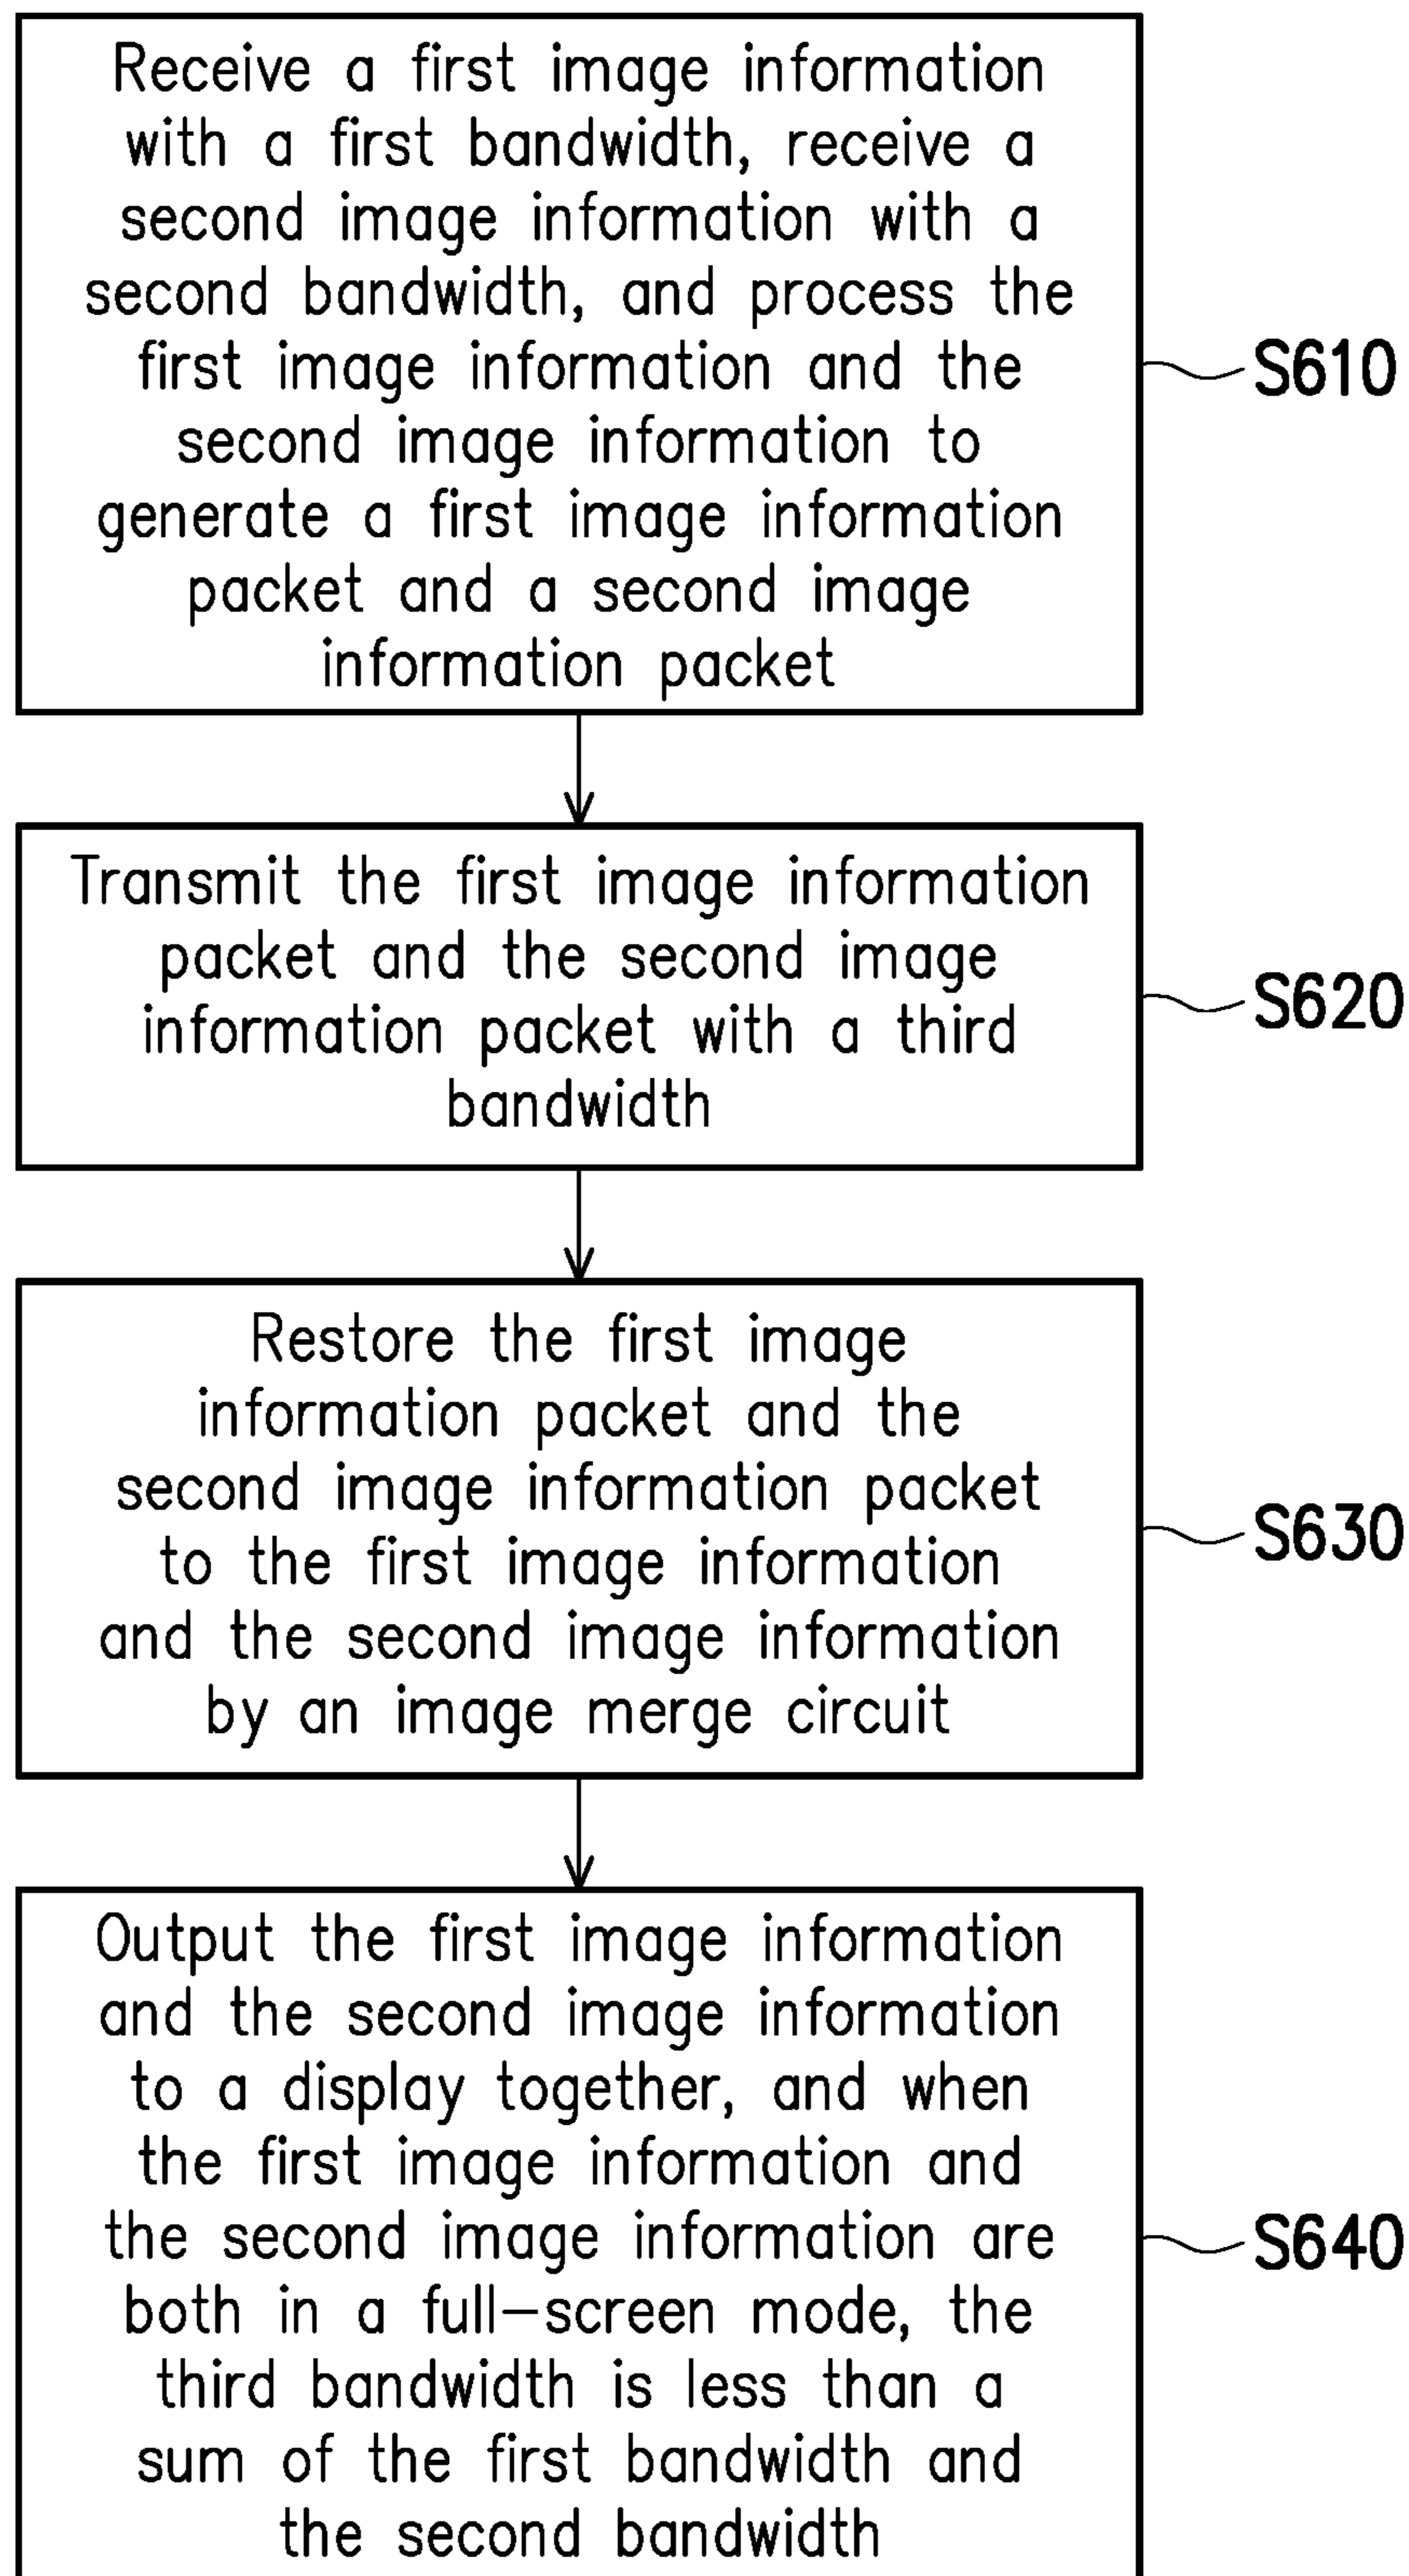 Receive a first image information
with a first bandwidth, receive a
second image information with a
second bandwidth, and process the
first image information and the
second image information to
generate a first image information
packet and a second image
information packet
S610
Transmit the first image information
packet and the second image
information packet with a third
bandwidth
S620
Restore the first image
information packet and the
second image information packet
to the first image information
and the second image information
by an image merge circuit
S630
Output the first image information
and the second image information
to a display together, and when
the first image information and
the second image information are
both in a full-screen mode, the
third bandwidth is less than a
sum of the first bandwidth and
the second bandwidth
S640